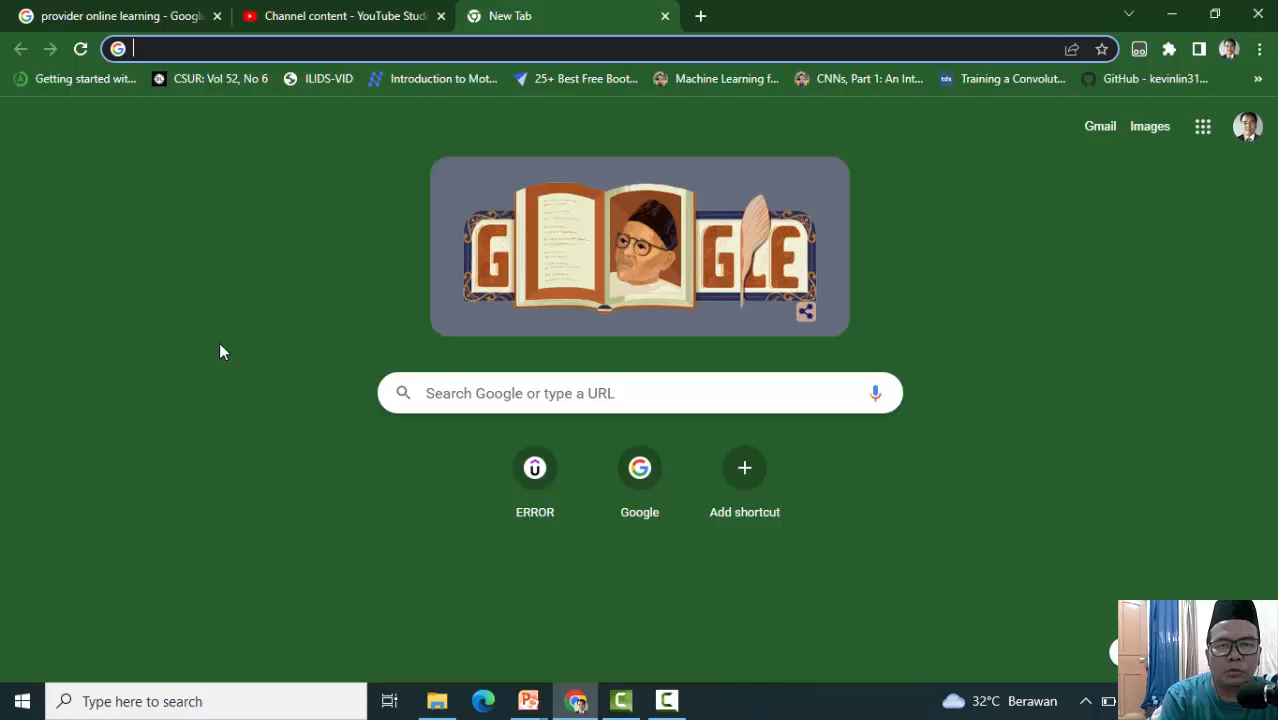 provider online learning - Google
Channel content - YouTube Studi
New Tab
Getting started wit...
CSUR: Vol 52, No 6
ILIDS-VID
Introduction to Mot...
25+ Best Free Boot...
Machine Learning f...
CNNs, Part 1: An Int...
Training a Convolut...
GitHub - kevinlin31...
Gmail
Images
G GLE
Search Google or type a URL
ERROR
Google
Add shortcut
Type here to search
32°C Berawan